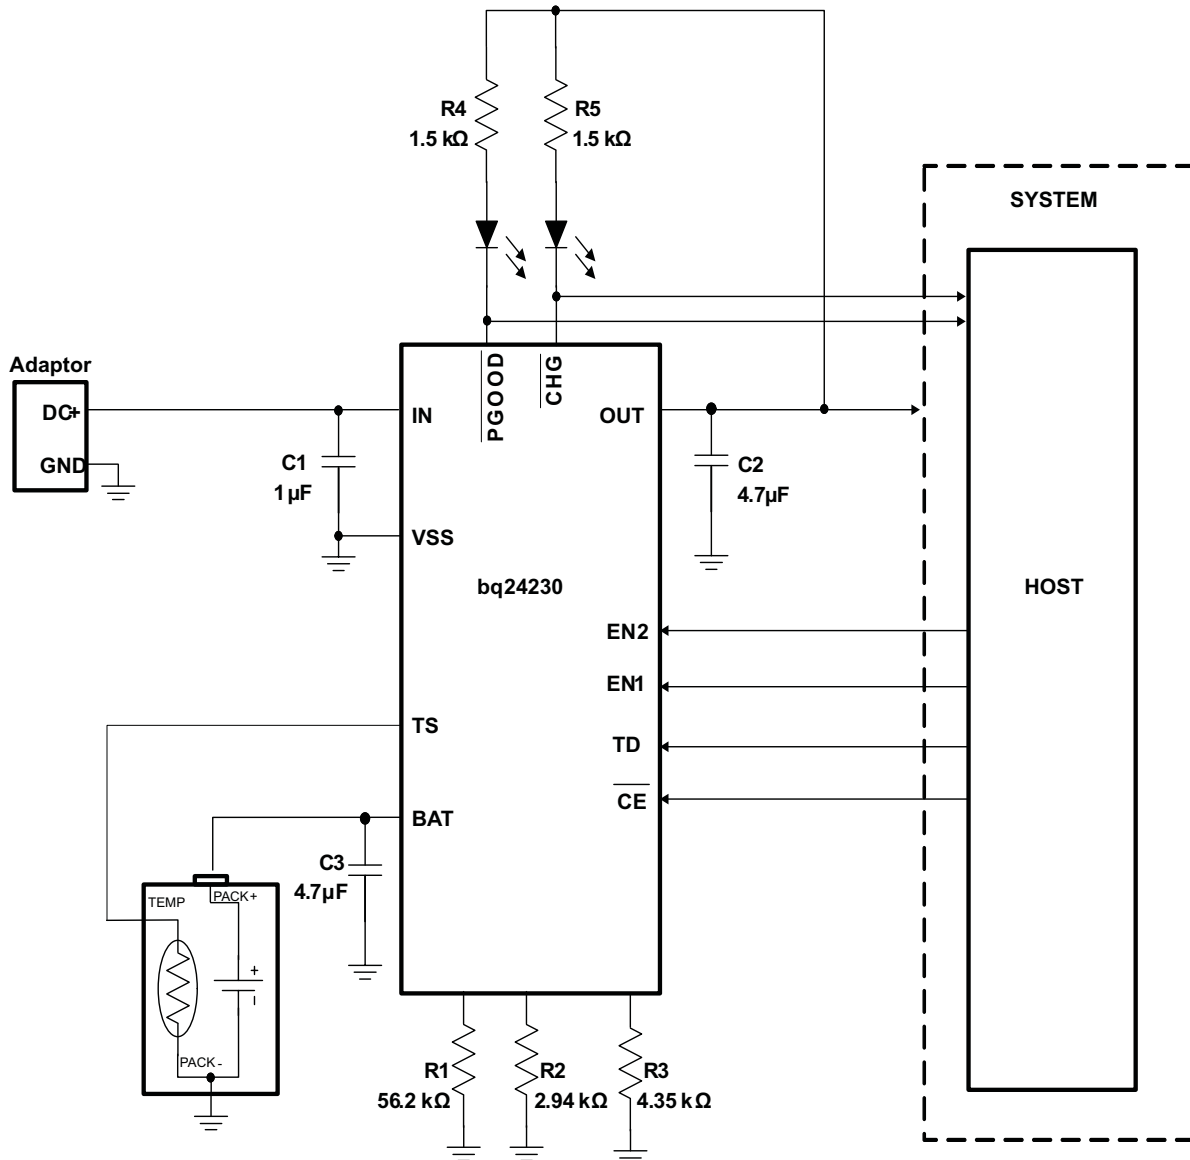 R4
1.5 kΩ
R5
1.5 kΩ
SYSTEM
Adaptor
DC+
GND
C1
1 µF
IN
VSS
PGOOD
CHG
OUT
C2
4.7µF
bq24230
HOST
EN2
EN1
TD
CE
TS
BAT
C3
4.7µF
TEMP
PACK+
+
-
PACK-
R1
56.2 kΩ
R2
2.94 kΩ
R3
4.35 kΩ